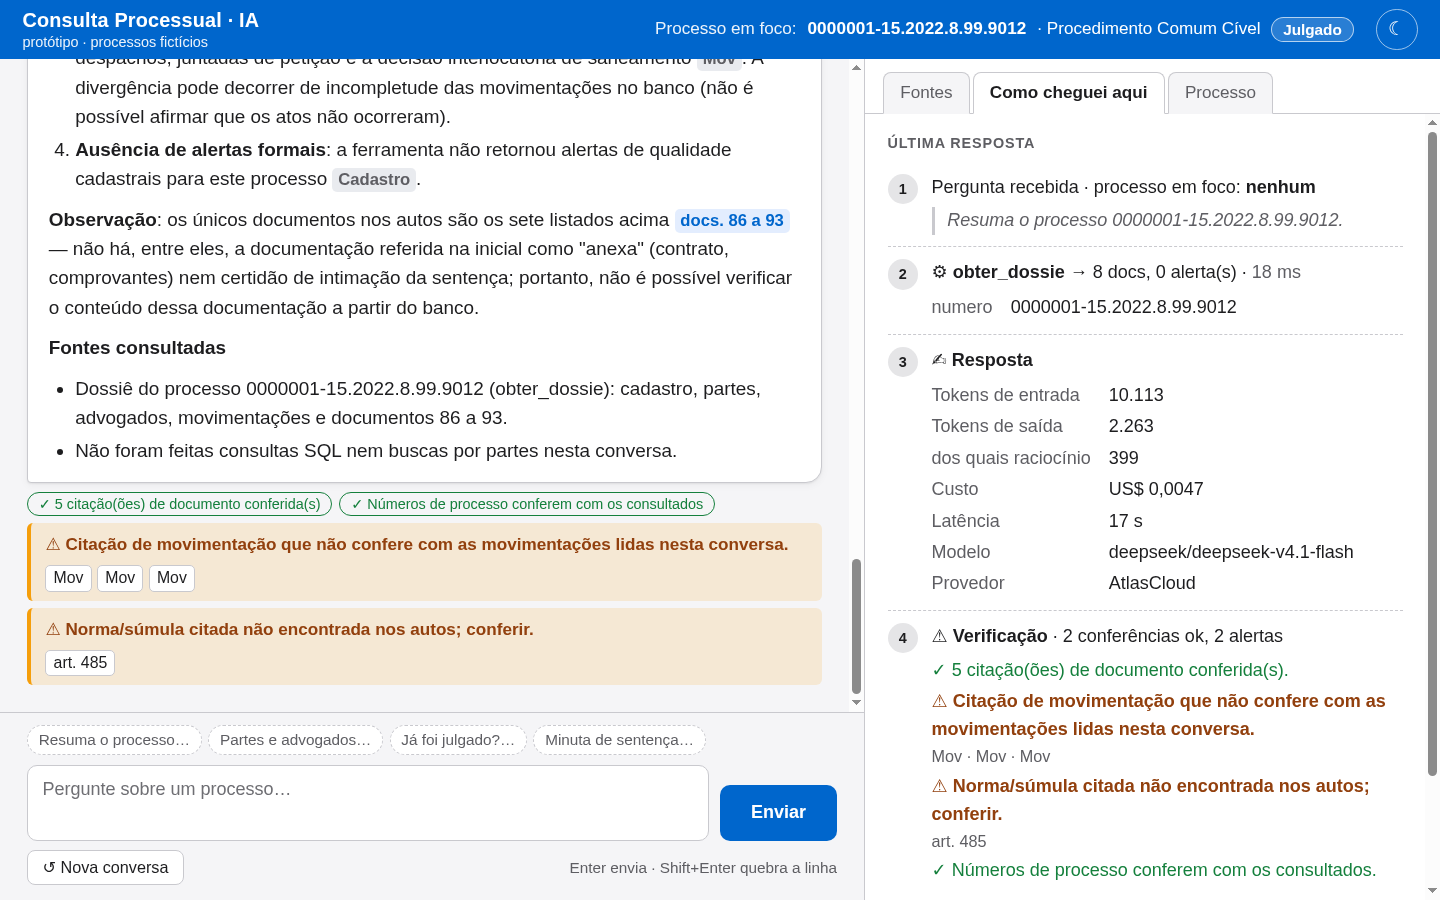 Consulta Processual · IA
protótipo · processos fictícios
Processo em foco: 0000001-15.2022.8.99.9012 · Procedimento Comum Cível Julgado
☾
despachos, juntadas de petição e a decisão interlocutória de saneamento Mov. A
divergência pode decorrer de incompletude das movimentações no banco (não é
possível afirmar que os atos não ocorreram).
4. Ausência de alertas formais: a ferramenta não retornou alertas de qualidade
cadastrais para este processo Cadastro.
Observação: os únicos documentos nos autos são os sete listados acima docs. 86 a 93
— não há, entre eles, a documentação referida na inicial como "anexa" (contrato,
comprovantes) nem certidão de intimação da sentença; portanto, não é possível verificar
o conteúdo dessa documentação a partir do banco.
Fontes consultadas
• Dossiê do processo 0000001-15.2022.8.99.9012 (obter_dossie): cadastro, partes,
advogados, movimentações e documentos 86 a 93.
• Não foram feitas consultas SQL nem buscas por partes nesta conversa.
✓ 5 citação(ões) de documento conferida(s)
✓ Números de processo conferem com os consultados
⚠ Citação de movimentação que não confere com as movimentações lidas nesta conversa.
Mov Mov Mov
⚠ Norma/súmula citada não encontrada nos autos; conferir.
art. 485
Resuma o processo… Partes e advogados… Já foi julgado?… Minuta de sentença…
Pergunte sobre um processo…
Enviar
↺ Nova conversa
Enter envia · Shift+Enter quebra a linha
Fontes Como cheguei aqui Processo
ÚLTIMA RESPOSTA
1 Pergunta recebida · processo em foco: nenhum
Resuma o processo 0000001-15.2022.8.99.9012.
2 ⚙ obter_dossie → 8 docs, 0 alerta(s) · 18 ms
numero 0000001-15.2022.8.99.9012
3 ✍ Resposta
Tokens de entrada 10.113
Tokens de saída 2.263
dos quais raciocínio 399
Custo US$ 0,0047
Latência 17 s
Modelo deepseek/deepseek-v4.1-flash
Provedor AtlasCloud
4 ⚠ Verificação · 2 conferências ok, 2 alertas
✓ 5 citação(ões) de documento conferida(s).
⚠ Citação de movimentação que não confere com as
movimentações lidas nesta conversa.
Mov · Mov · Mov
⚠ Norma/súmula citada não encontrada nos autos;
conferir.
art. 485
✓ Números de processo conferem com os consultados.